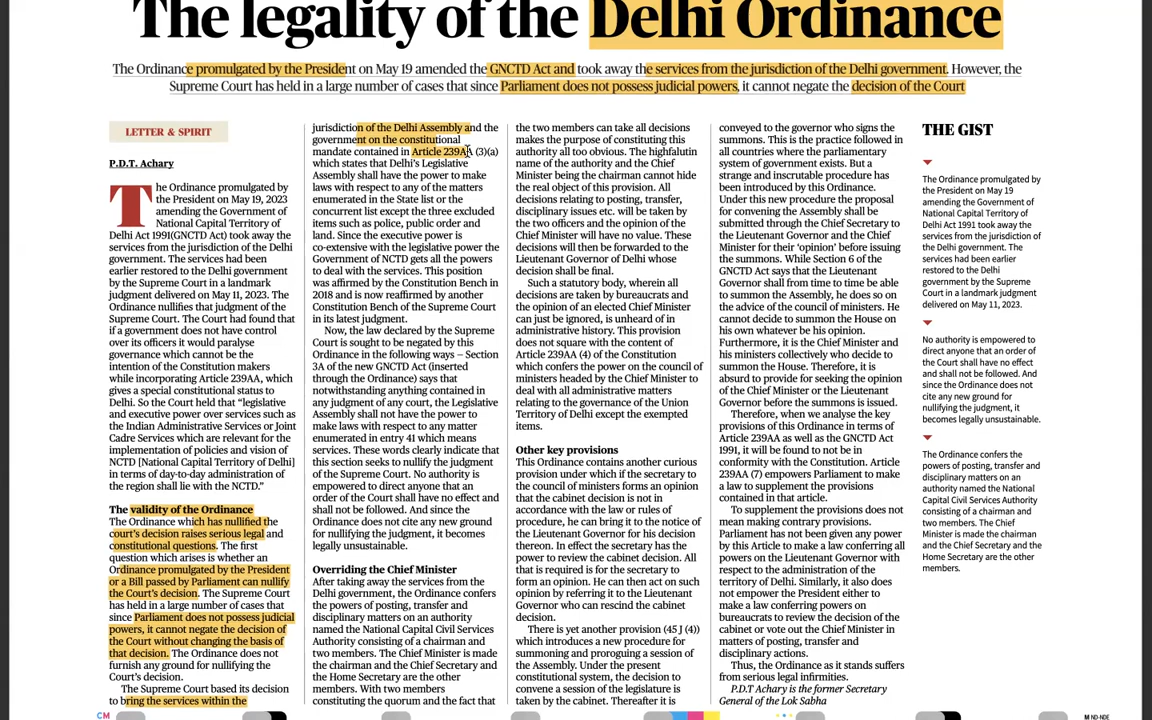 The legality of the Delhi Ordinance
The Ordinance promulgated by the President on May 19 amended the GNCTD Act and took away the services from the jurisdiction of the Delhi government. However, the
Supreme Court has held in a large number of cases that since Parliament does not possess judicial powers, it cannot negate the decision of the Court
LETTER & SPIRIT
P.D.T. Achary
The Ordinance promulgated by
the President on May 19, 2023
amending the Government of
National Capital Territory of
Delhi Act 1991(GNCTD Act) took away the
services from the jurisdiction of the Delhi
government. The services had been
earlier restored to the Delhi government
by the Supreme Court in a landmark
judgment delivered on May 11, 2023. The
Ordinance nullifies that judgment of the
Supreme Court. The Court had found that
if a government does not have control
over its officers it would paralyse
governance which cannot be the
intention of the Constitution makers
while incorporating Article 239AA, which
gives a special constitutional status to
Delhi. So the Court held that “legislative
and executive power over services such as
the Indian Administrative Services or Joint
Cadre Services which are relevant for the
implementation of policies and vision of
NCTD [National Capital Territory of Delhi]
in terms of day-to-day administration of
the region shall lie with the NCTD.”
The validity of the Ordinance
The Ordinance which has nullified the
court’s decision raises serious legal and
constitutional questions. The first
question which arises is whether an
Ordinance promulgated by the President
or a Bill passed by Parliament can nullify
the Court’s decision. The Supreme Court
has held in a large number of cases that
since Parliament does not possess judicial
powers, it cannot negate the decision of
the Court without changing the basis of
that decision. The Ordinance does not
furnish any ground for nullifying the
Court’s decision.
The Supreme Court based its decision
to bring the services within the
jurisdiction of the Delhi Assembly and the
government on the constitutional
mandate contained in Article 239AA (3)(a)
which states that Delhi’s Legislative
Assembly shall have the power to make
laws with respect to any of the matters
enumerated in the State list or the
concurrent list except the three excluded
items such as police, public order and
land. Since the executive power is
co-extensive with the legislative power the
Government of NCTD gets all the powers
to deal with the services. This position
was affirmed by the Constitution Bench in
2018 and is now reaffirmed by another
Constitution Bench of the Supreme Court
in its latest judgment.
Now, the law declared by the Supreme
Court is sought to be negated by this
Ordinance in the following ways – Section
3A of the new GNCTD Act (inserted
through the Ordinance) says that
notwithstanding anything contained in
any judgment of any court, the Legislative
Assembly shall not have the power to
make laws with respect to any matter
enumerated in entry 41 which means
services. These words clearly indicate that
this section seeks to nullify the judgment
of the Supreme Court. No authority is
empowered to direct anyone that an
order of the Court shall have no effect and
shall not be followed. And since the
Ordinance does not cite any new ground
for nullifying the judgment, it becomes
legally unsustainable.
Overriding the Chief Minister
After taking away the services from the
Delhi government, the Ordinance confers
the powers of posting, transfer and
disciplinary matters on an authority
named the National Capital Civil Services
Authority consisting of a chairman and
two members. The Chief Minister is made
the chairman and the Chief Secretary and
the Home Secretary are the other
members. With two members
constituting the quorum and the fact that
the two members can take all decisions
makes the purpose of constituting this
authority all too obvious. The highfalutin
name of the authority and the Chief
Minister being the chairman cannot hide
the real object of this provision. All
decisions relating to posting, transfer,
disciplinary issues etc. will be taken by
the two officers and the opinion of the
Chief Minister will have no value. These
decisions will then be forwarded to the
Lieutenant Governor of Delhi whose
decision shall be final.
Such a statutory body, wherein all
decisions are taken by bureaucrats and
the opinion of an elected Chief Minister
can just be ignored, is unheard of in
administrative history. This provision
does not square with the content of
Article 239AA (4) of the Constitution
which confers the power on the council of
ministers headed by the Chief Minister to
deal with all administrative matters
relating to the governance of the Union
Territory of Delhi except the exempted
items.
Other key provisions
This Ordinance contains another curious
provision under which if the secretary to
the council of ministers forms an opinion
that the cabinet decision is not in
accordance with the law or rules of
procedure, he can bring it to the notice of
the Lieutenant Governor for his decision
thereon. In effect the secretary has the
power to review the cabinet decision. All
that is required is for the secretary to
form an opinion. He can then act on such
opinion by referring it to the Lieutenant
Governor who can rescind the cabinet
decision.
There is yet another provision (45 J (4))
which introduces a new procedure for
summoning and proroguing a session of
the Assembly. Under the present
constitutional system, the decision to
convene a session of the legislature is
taken by the cabinet. Thereafter it is
conveyed to the governor who signs the
summons. This is the practice followed in
all countries where the parliamentary
system of government exists. But a
strange and inscrutable procedure has
been introduced by this Ordinance.
Under this new procedure the proposal
for convening the Assembly shall be
submitted through the Chief Secretary to
the Lieutenant Governor and the Chief
Minister for their ‘opinion’ before issuing
the summons. While Section 6 of the
GNCTD Act says that the Lieutenant
Governor shall from time to time be able
to summon the Assembly, he does so on
the advice of the council of ministers. He
cannot decide to summon the House on
his own whatever be his opinion.
Furthermore, it is the Chief Minister and
his ministers collectively who decide to
summon the House. Therefore, it is
absurd to provide for seeking the opinion
of the Chief Minister or the Lieutenant
Governor before the summons is issued.
Therefore, when we analyse the key
provisions of this Ordinance in terms of
Article 239AA as well as the GNCTD Act
1991, it will be found to be not in
conformity with the Constitution. Article
239AA (7) empowers Parliament to make
a law to supplement the provisions
contained in that article.
To supplement the provisions does not
mean making contrary provisions.
Parliament has not been given any power
by this Article to make a law conferring all
powers on the Lieutenant Governor with
respect to the administration of the
territory of Delhi. Similarly, it also does
not empower the President either to
make a law conferring powers on
bureaucrats to review the decision of the
cabinet or vote out the Chief Minister in
matters of posting, transfer and
disciplinary actions.
Thus, the Ordinance as it stands suffers
from serious legal infirmities.
P.D.T Achary is the former Secretary
General of the Lok Sabha
THE GIST
The Ordinance promulgated by
the President on May 19
amending the Government of
National Capital Territory of
Delhi Act 1991 took away the
services from the jurisdiction of
the Delhi government. The
services had been earlier
restored to the Delhi
government by the Supreme
Court in a landmark judgment
delivered on May 11, 2023.
No authority is empowered to
direct anyone that an order of
the Court shall have no effect
and shall not be followed. And
since the Ordinance does not
cite any new ground for
nullifying the judgment, it
becomes legally unsustainable.
The Ordinance confers the
powers of posting, transfer and
disciplinary matters on an
authority named the National
Capital Civil Services Authority
consisting of a chairman and
two members. The Chief
Minister is made the chairman
and the Chief Secretary and the
Home Secretary are the other
members.
CM
M ND-NDE